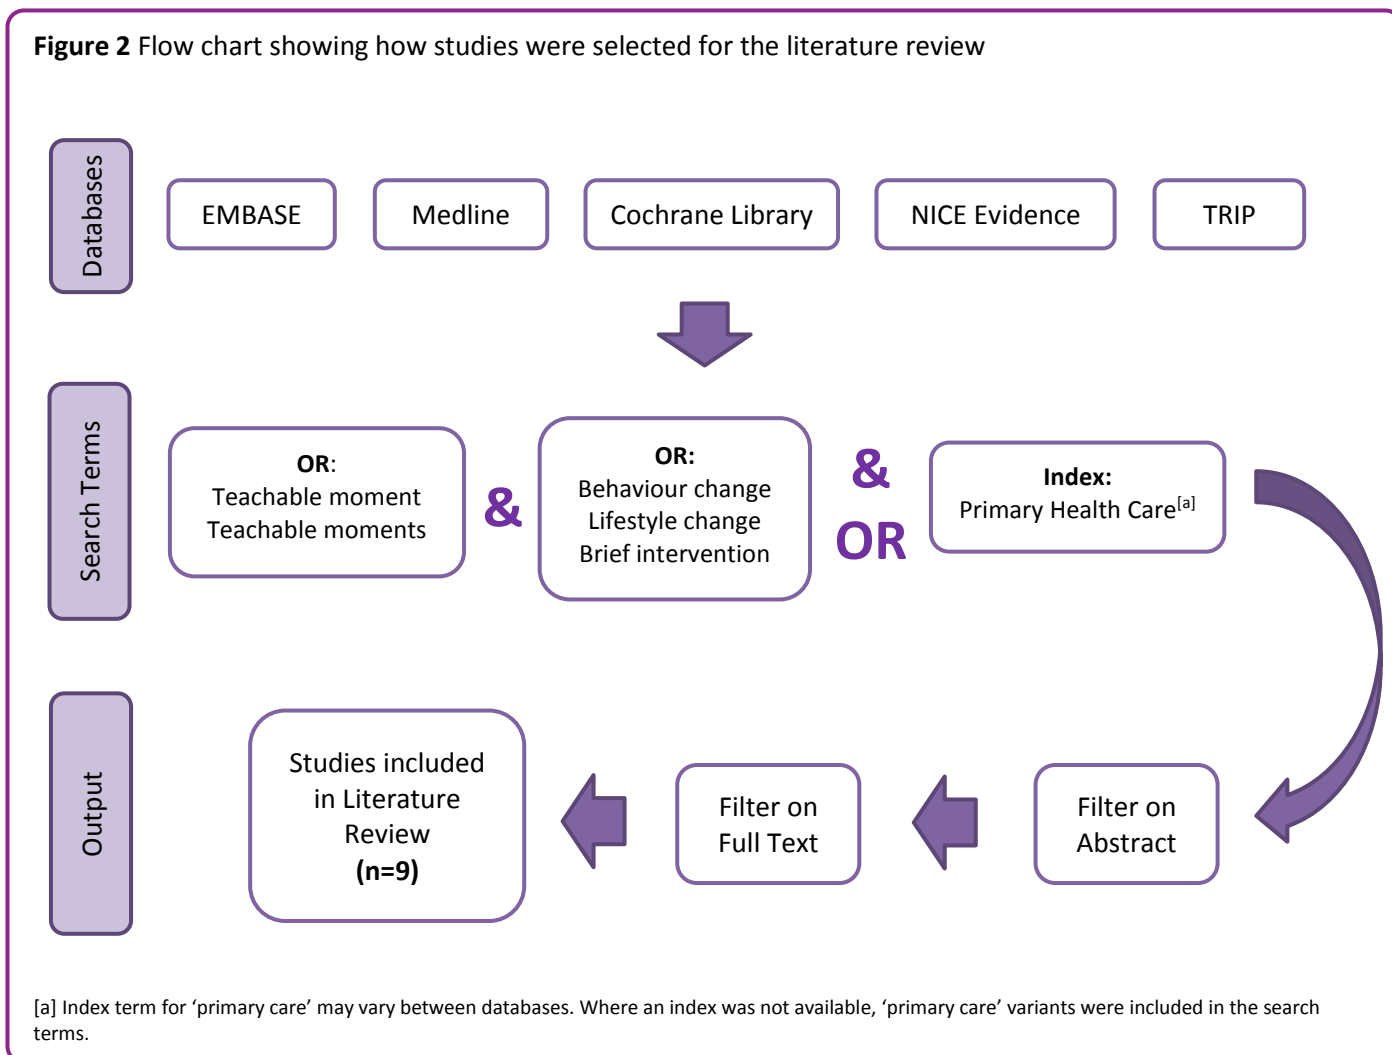 Figure 2 Flow chart showing how studies were selected for the literature review
Databases
EMBASE
Medline
Cochrane Library
NICE Evidence
TRIP
Search Terms
OR:
Teachable moment
Teachable moments
&
OR:
Behaviour change
Lifestyle change
Brief intervention
&
OR
Index:
Primary Health Care[a]
Output
Studies included
in Literature
Review
(n=9)
Filter on
Full Text
Filter on
Abstract
[a] Index term for ‘primary care’ may vary between databases. Where an index was not available, ‘primary care’ variants were included in the search
terms.